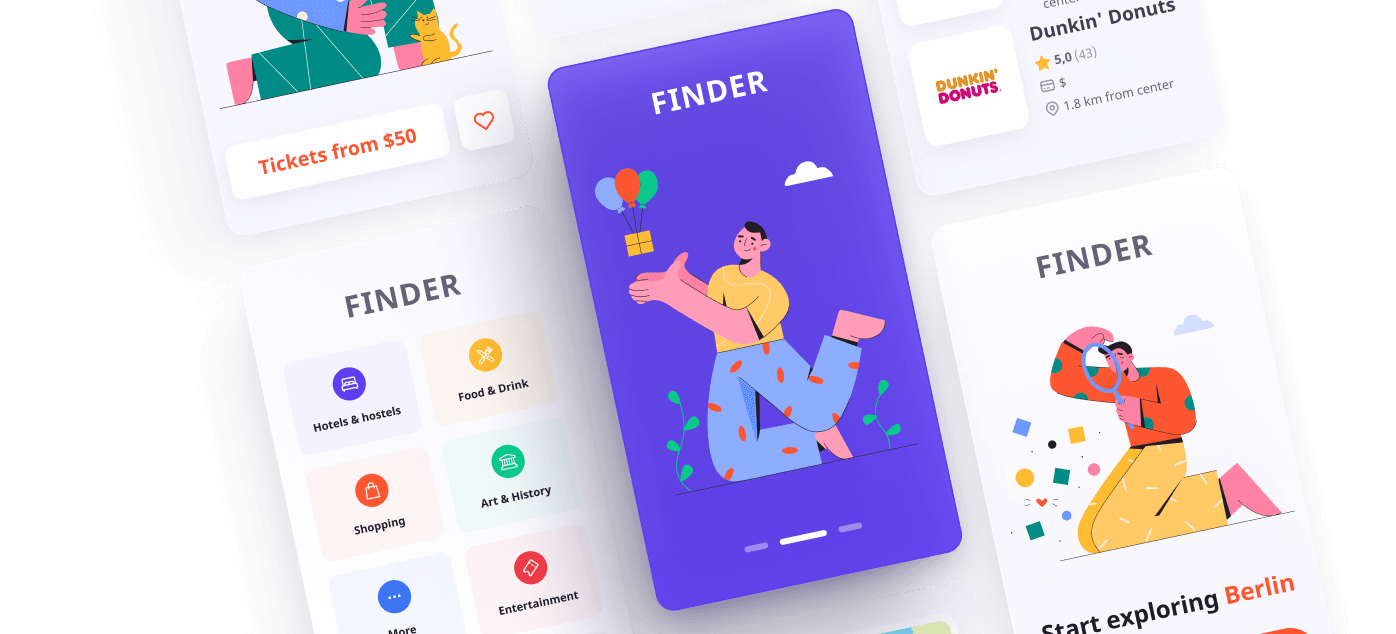 Tickets from $50
FINDER
Hotels & hostels
Food & Drink
Shopping
Art & History
More
Entertainment
FINDER
center
Dunkin' Donuts
5,0 (43)
$
1.8 km from center
DUNKIN'
DONUTS
FINDER
Start exploring Berlin